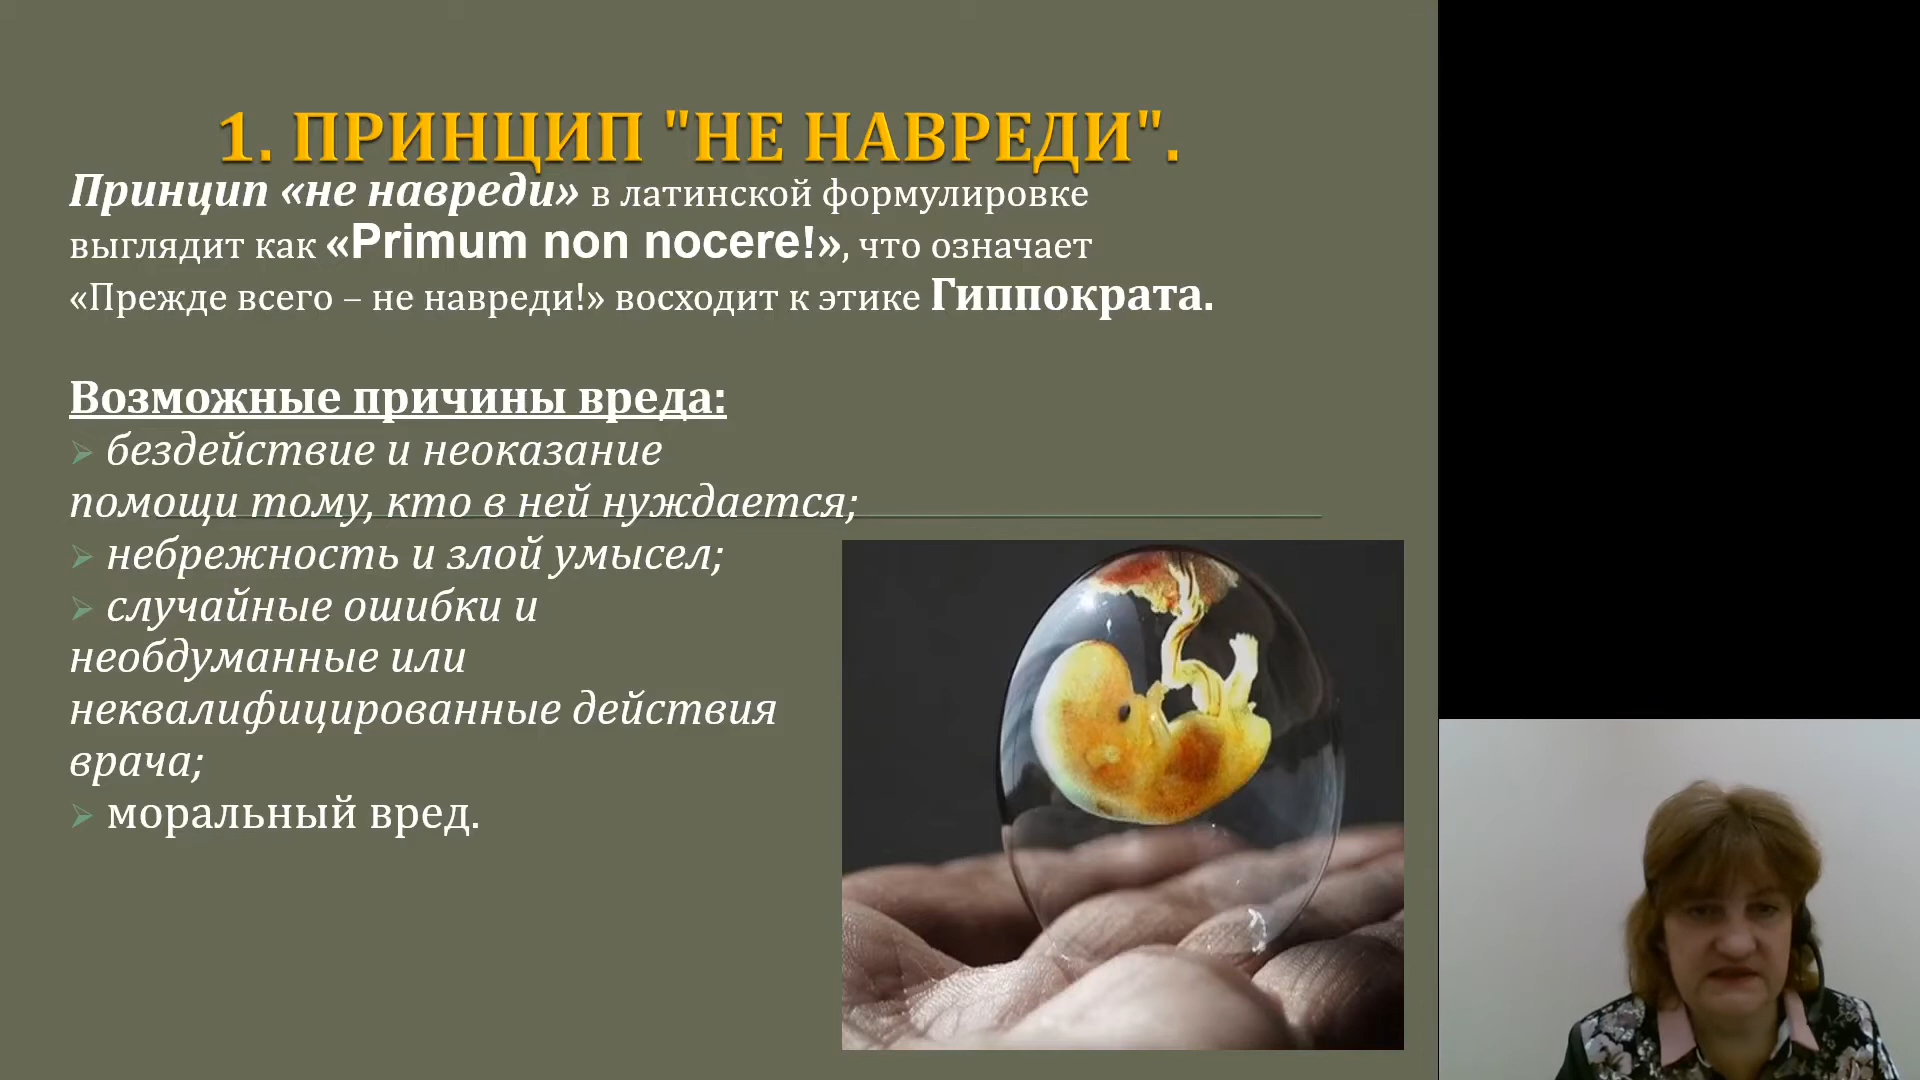 1. ПРИНЦИП "НЕ НАВРЕДИ".
Принцип «не навреди» в латинской формулировке
выглядит как «Primum non nocere!», что означает
«Прежде всего – не навреди!» восходит к этике Гиппократа.
Возможные причины вреда:
➢ бездействие и неоказание
помощи тому, кто в ней нуждается;
➢ небрежность и злой умысел;
➢ случайные ошибки и
необдуманные или
неквалифицированные действия
врача;
➢ моральный вред.